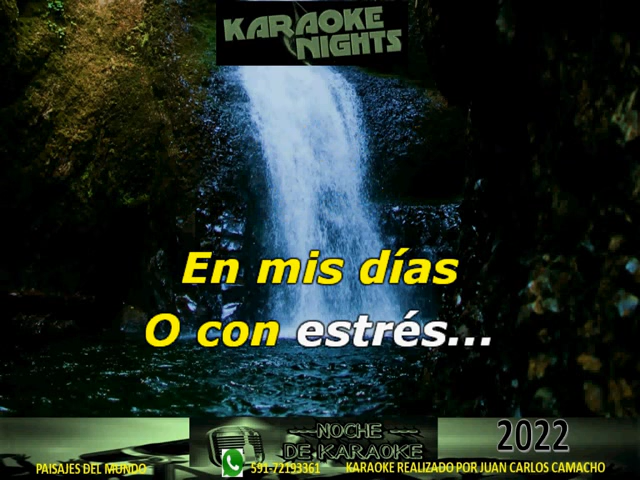 KARAOKE
NIGHTS
En mis días
O con estrés...
NOCHE
DE KARAOKE
2022
PAISAJES DEL MUNDO
591-72193361
KARAOKE REALIZADO POR JUAN CARLOS CAMACHO